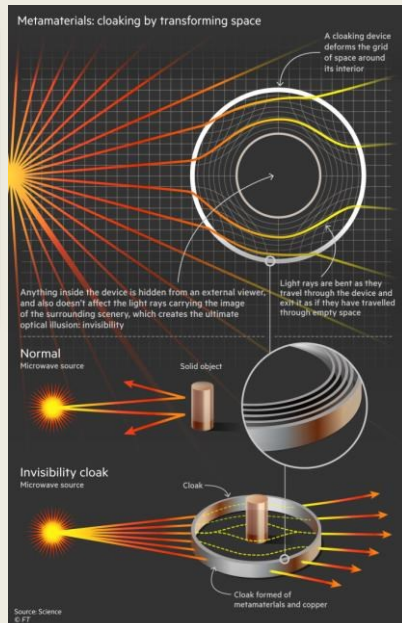 Metamaterials: cloaking by transforming space
A cloaking device
deforms the grid
of space around
its interior
Anything inside the device is hidden from an external viewer,
and also doesn't affect the light rays carrying the image
of the surrounding scenery, which creates the ultimate
optical illusion: invisibility
Light rays are bent as they
travel through the device and
exit it as if they have travelled
through empty space
Normal
Microwave source
Solid object
Invisibility cloak
Microwave source
Cloak
Cloak formed of
metamaterials and copper
Source: Science
© FT